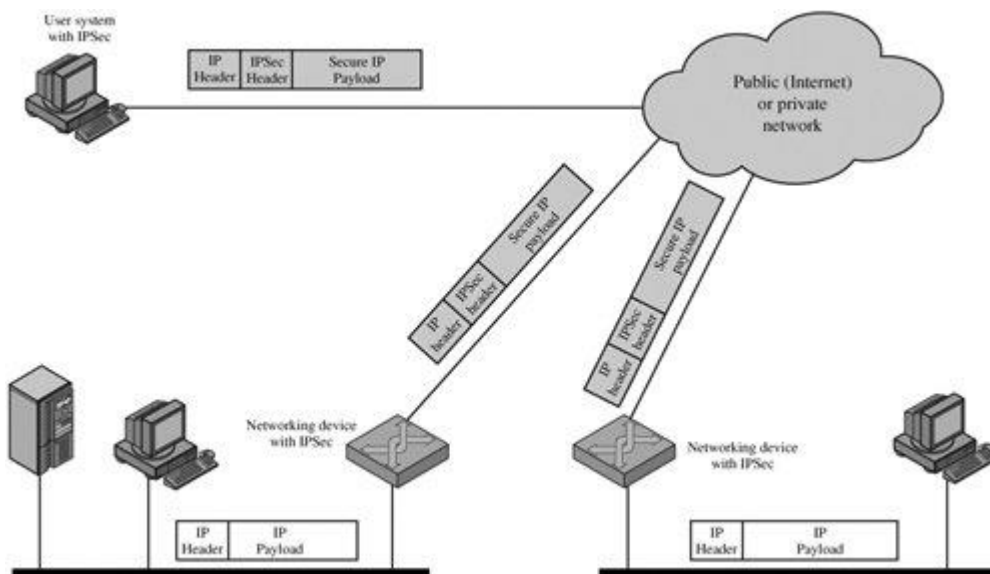 User system
with IPSec
IP
Header
IPSec
Header
Secure IP
Payload
Public (Internet)
or private
network
IP
header
IPSec
header
Secure IP
payload
IP
header
IPSec
header
Secure IP
payload
Networking device
with IPSec
Networking device
with IPSec
IP
Header
IP
Payload
IP
Header
IP
Payload